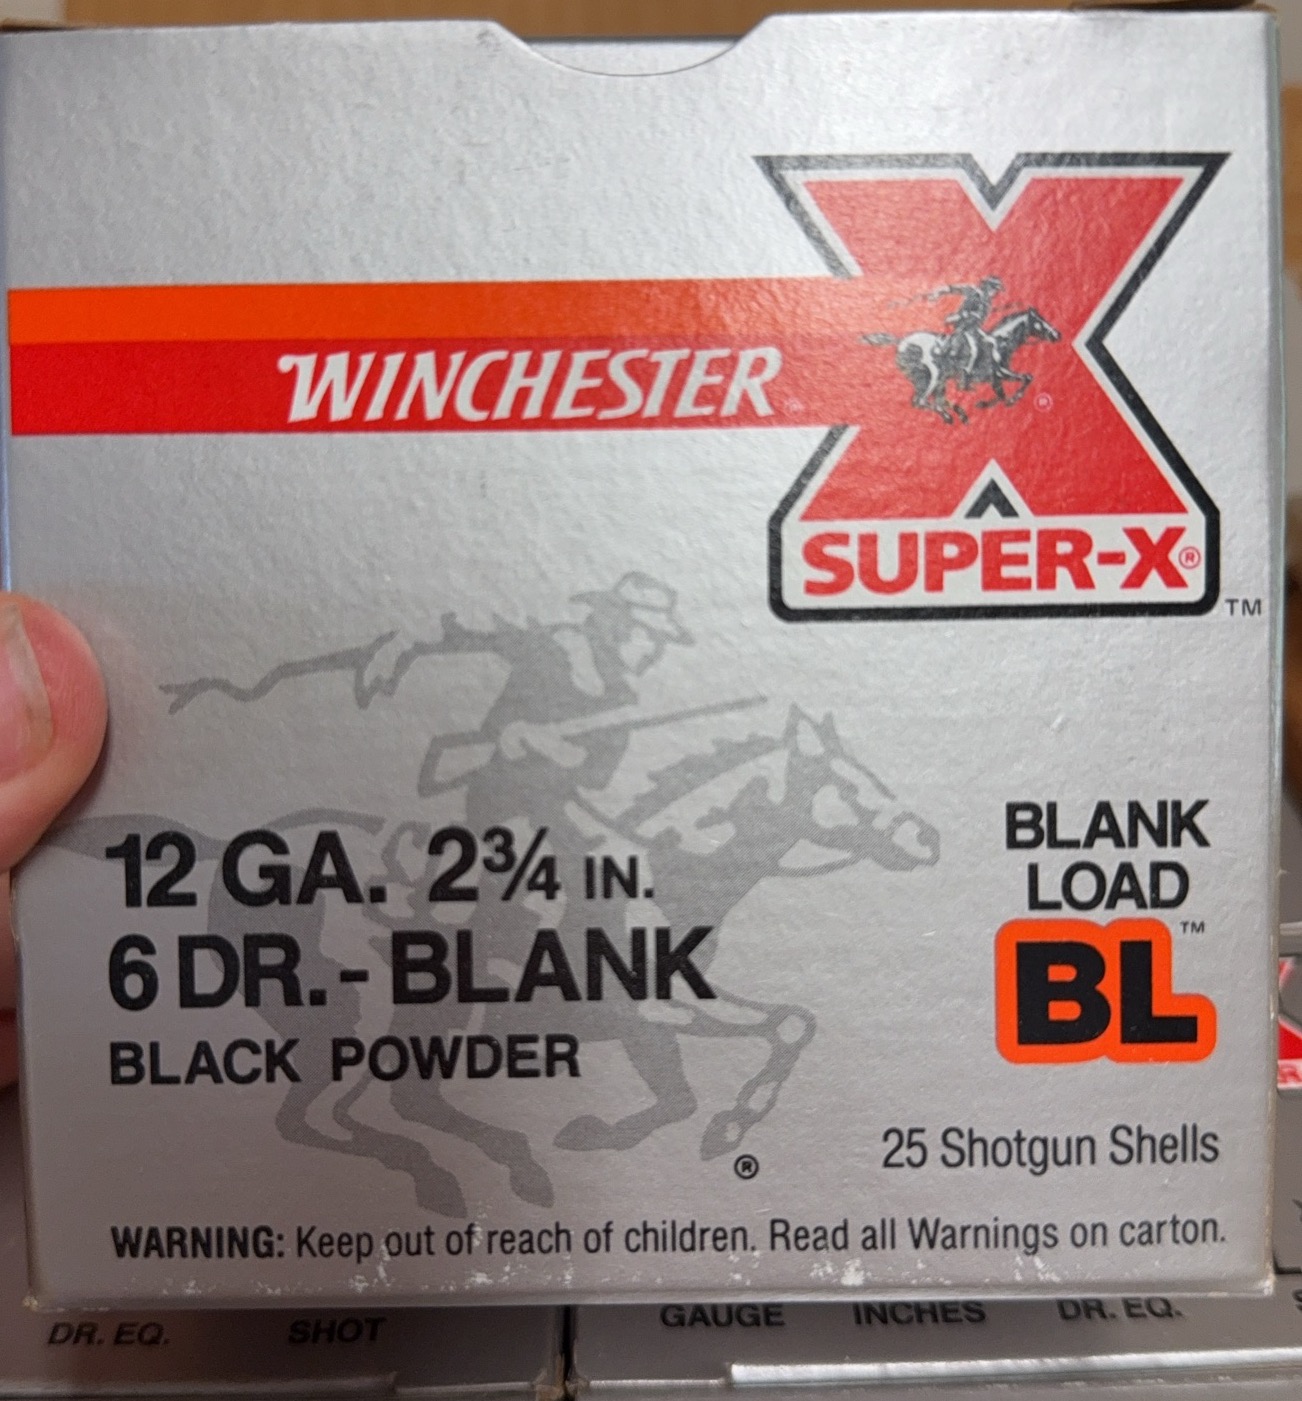 WINCHESTER
X
SUPER-X®
TM
12 GA. 2¾ IN.
6 DR.-BLANK
BLACK POWDER
BLANK
LOAD
BL™
25 Shotgun Shells
®
WARNING: Keep out of reach of children. Read all Warnings on carton.
DR. EQ. SHOT
GAUGE INCHES DR. EQ.